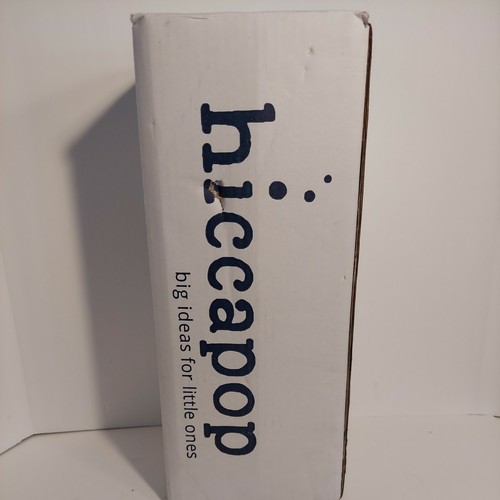 hiccapop
big ideas for little ones